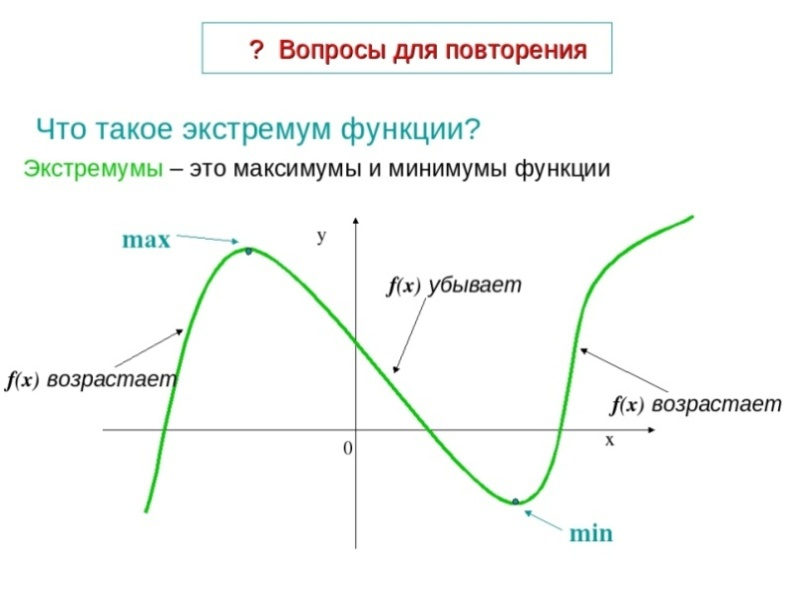 ? Вопросы для повторения
Что такое экстремум функции?
Экстремумы – это максимумы и минимумы функции
max
y
f(x) убывает
f(x) возрастает
f(x) возрастает
0
x
min